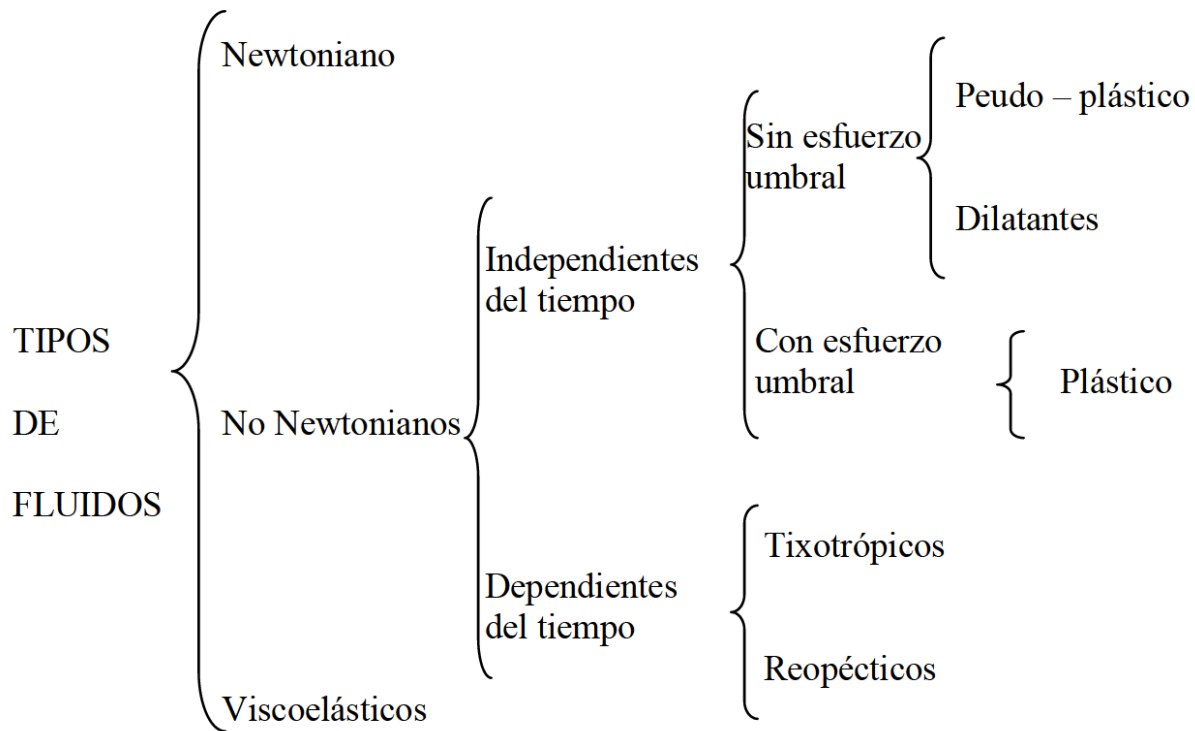 TIPOS
DE
FLUIDOS
Newtoniano
No Newtonianos
Independientes
del tiempo
Sin esfuerzo
umbral
Peudo – plástico
Dilatantes
Con esfuerzo
umbral
Plástico
Dependientes
del tiempo
Tixotrópicos
Reopécticos
Viscoelásticos